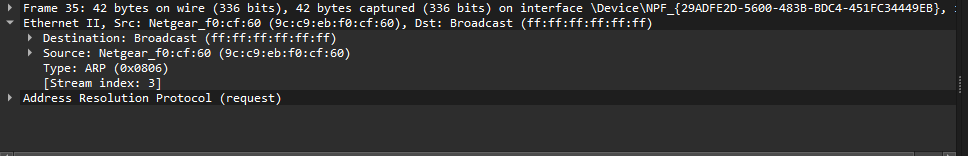 Frame 35: 42 bytes on wire (336 bits), 42 bytes captured (336 bits) on interface \Device\NPF_{29ADFE2D-5600-483B-BDC4-451FC34449EB},
Ethernet II, Src: Netgear_f0:cf:60 (9c:c9:eb:f0:cf:60), Dst: Broadcast (ff:ff:ff:ff:ff:ff)
Destination: Broadcast (ff:ff:ff:ff:ff:ff)
Source: Netgear_f0:cf:60 (9c:c9:eb:f0:cf:60)
Type: ARP (0x0806)
[Stream index: 3]
Address Resolution Protocol (request)